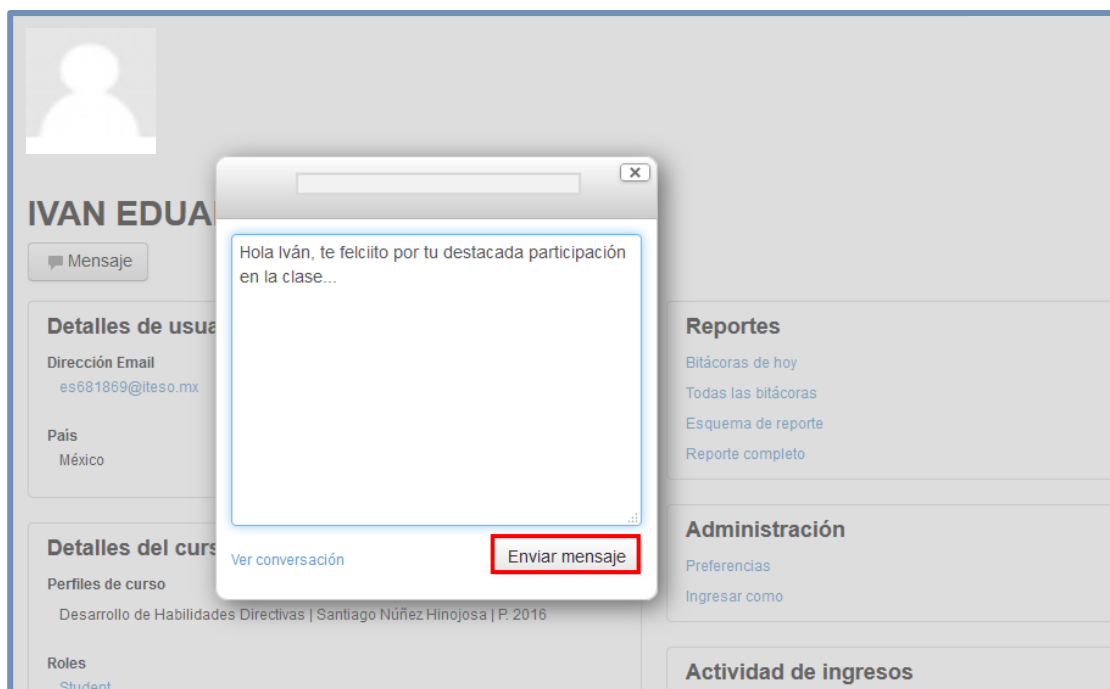 IVAN EDUA
Mensaje
Hola Iván, te felciito por tu destacada participación
en la clase...
Ver conversación
Enviar mensaje
Detalles de usua
Dirección Email
es681869@iteso.mx
País
México
Detalles del curs
Perfiles de curso
Desarrollo de Habilidades Directivas | Santiago Núñez Hinojosa | P. 2016
Roles
Student
Reportes
Bitácoras de hoy
Todas las bitácoras
Esquema de reporte
Reporte completo
Administración
Preferencias
Ingresar como
Actividad de ingresos